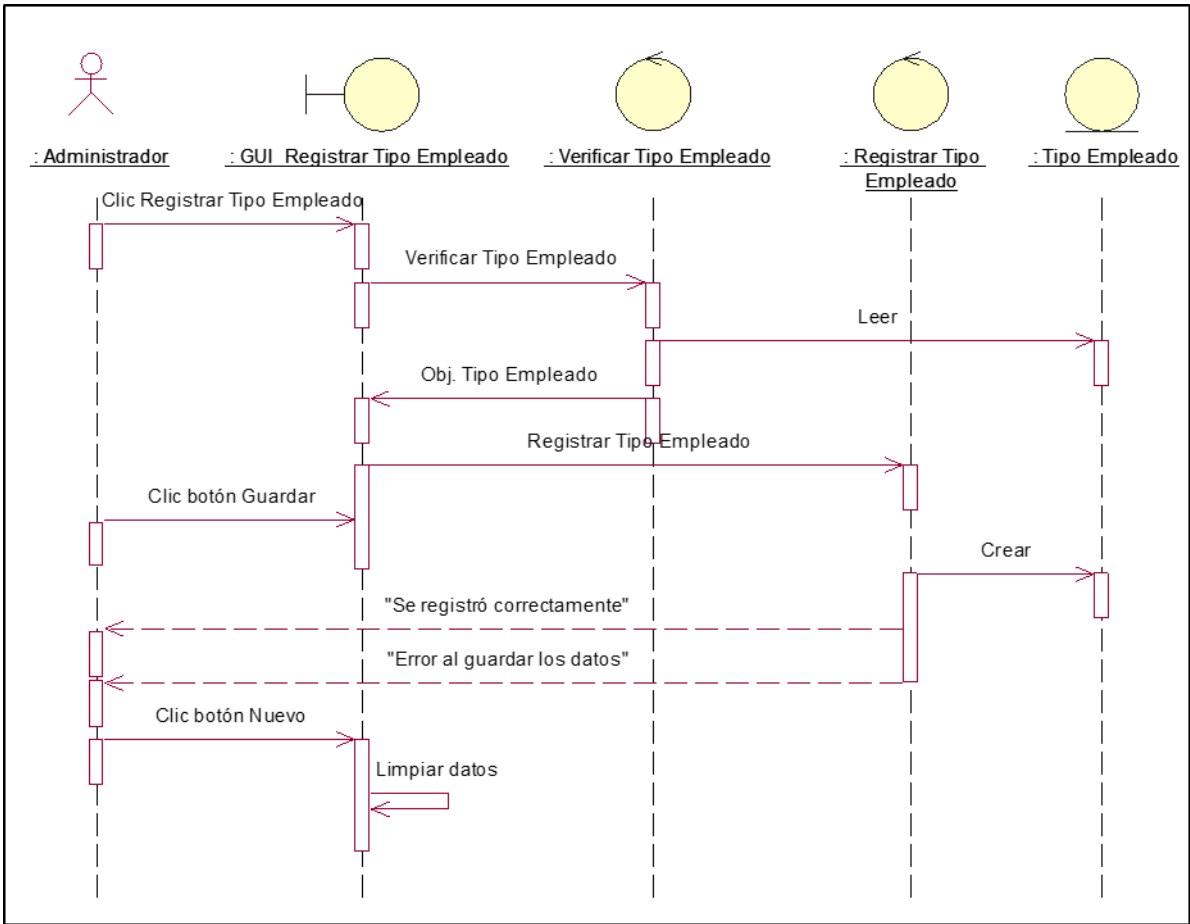 : Administrador
: GUI_Registrar Tipo Empleado
: Verificar Tipo Empleado
: Registrar Tipo
Empleado
: Tipo Empleado
Clic Registrar Tipo Empleado
Verificar Tipo Empleado
Leer
Obj. Tipo Empleado
Registrar Tipo Empleado
Clic botón Guardar
Crear
"Se registró correctamente"
"Error al guardar los datos"
Clic botón Nuevo
Limpiar datos